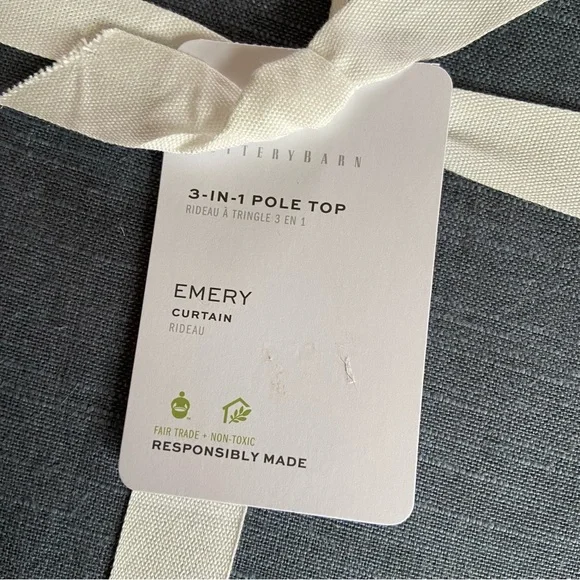 TTERYBARN
3-IN-1 POLE TOP
RIDEAU À TRINGLE 3 EN 1
EMERY
CURTAIN
RIDEAU
FAIR TRADE • NON-TOXIC
RESPONSIBLY MADE